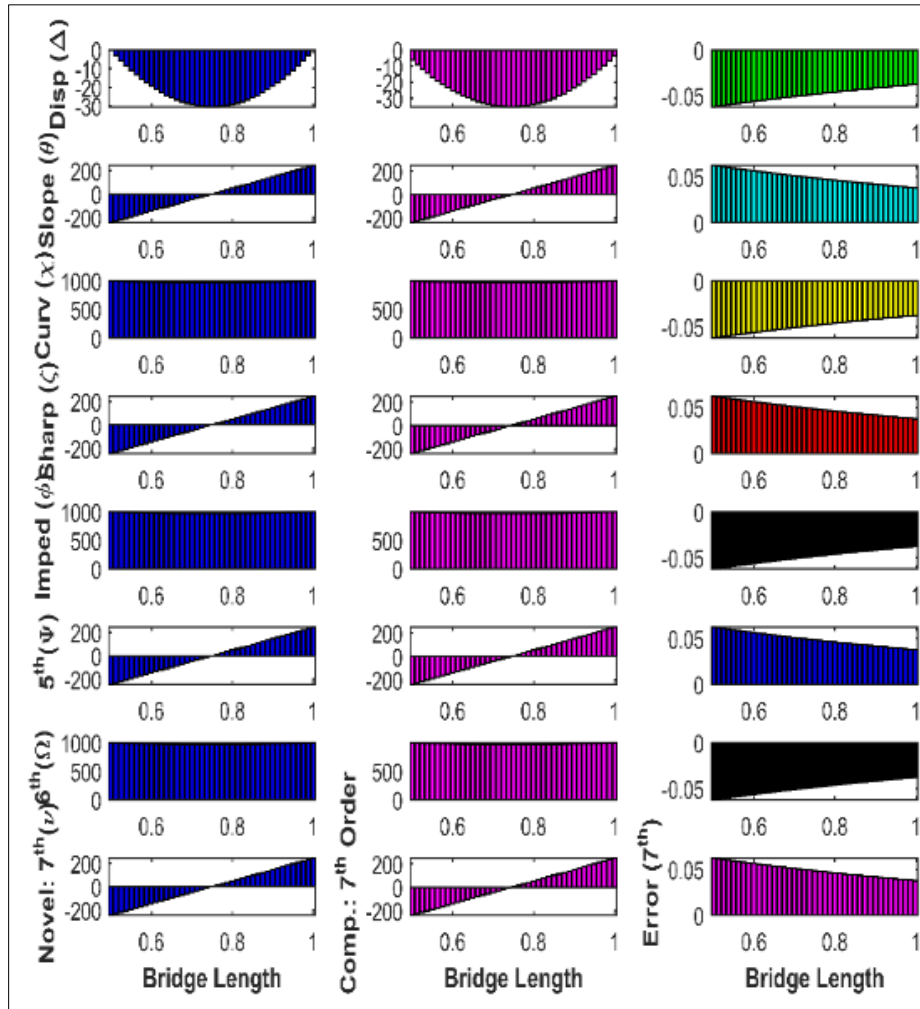 Disp (Δ)
0
-10
-20
-30
0.6 0.8 1
0
-10
-20
-30
0.6 0.8 1
0
-0.05
0.6 0.8 1
Slope (θ)
200
0
-200
0.6 0.8 1
200
0
-200
0.6 0.8 1
0.05
0
0.6 0.8 1
Curv (χ)
1000
500
0
0.6 0.8 1
500
0
0.6 0.8 1
0
-0.05
0.6 0.8 1
Sharp (ζ)
200
0
-200
0.6 0.8 1
200
0
-200
0.6 0.8 1
0.05
0
0.6 0.8 1
Imped (ϕ)
1000
500
0
0.6 0.8 1
500
0
0.6 0.8 1
0
-0.05
0.6 0.8 1
5th(Ψ)
200
0
-200
0.6 0.8 1
200
0
-200
0.6 0.8 1
0.05
0
0.6 0.8 1
6th(Ω)
1000
500
0
0.6 0.8 1
500
0
0.6 0.8 1
0
-0.05
0.6 0.8 1
Novel: 7th(ν)
200
0
-200
0.6 0.8 1
Bridge Length
Comp.: 7th Order
200
0
-200
0.6 0.8 1
Bridge Length
Error (7th)
0.05
0
0.6 0.8 1
Bridge Length